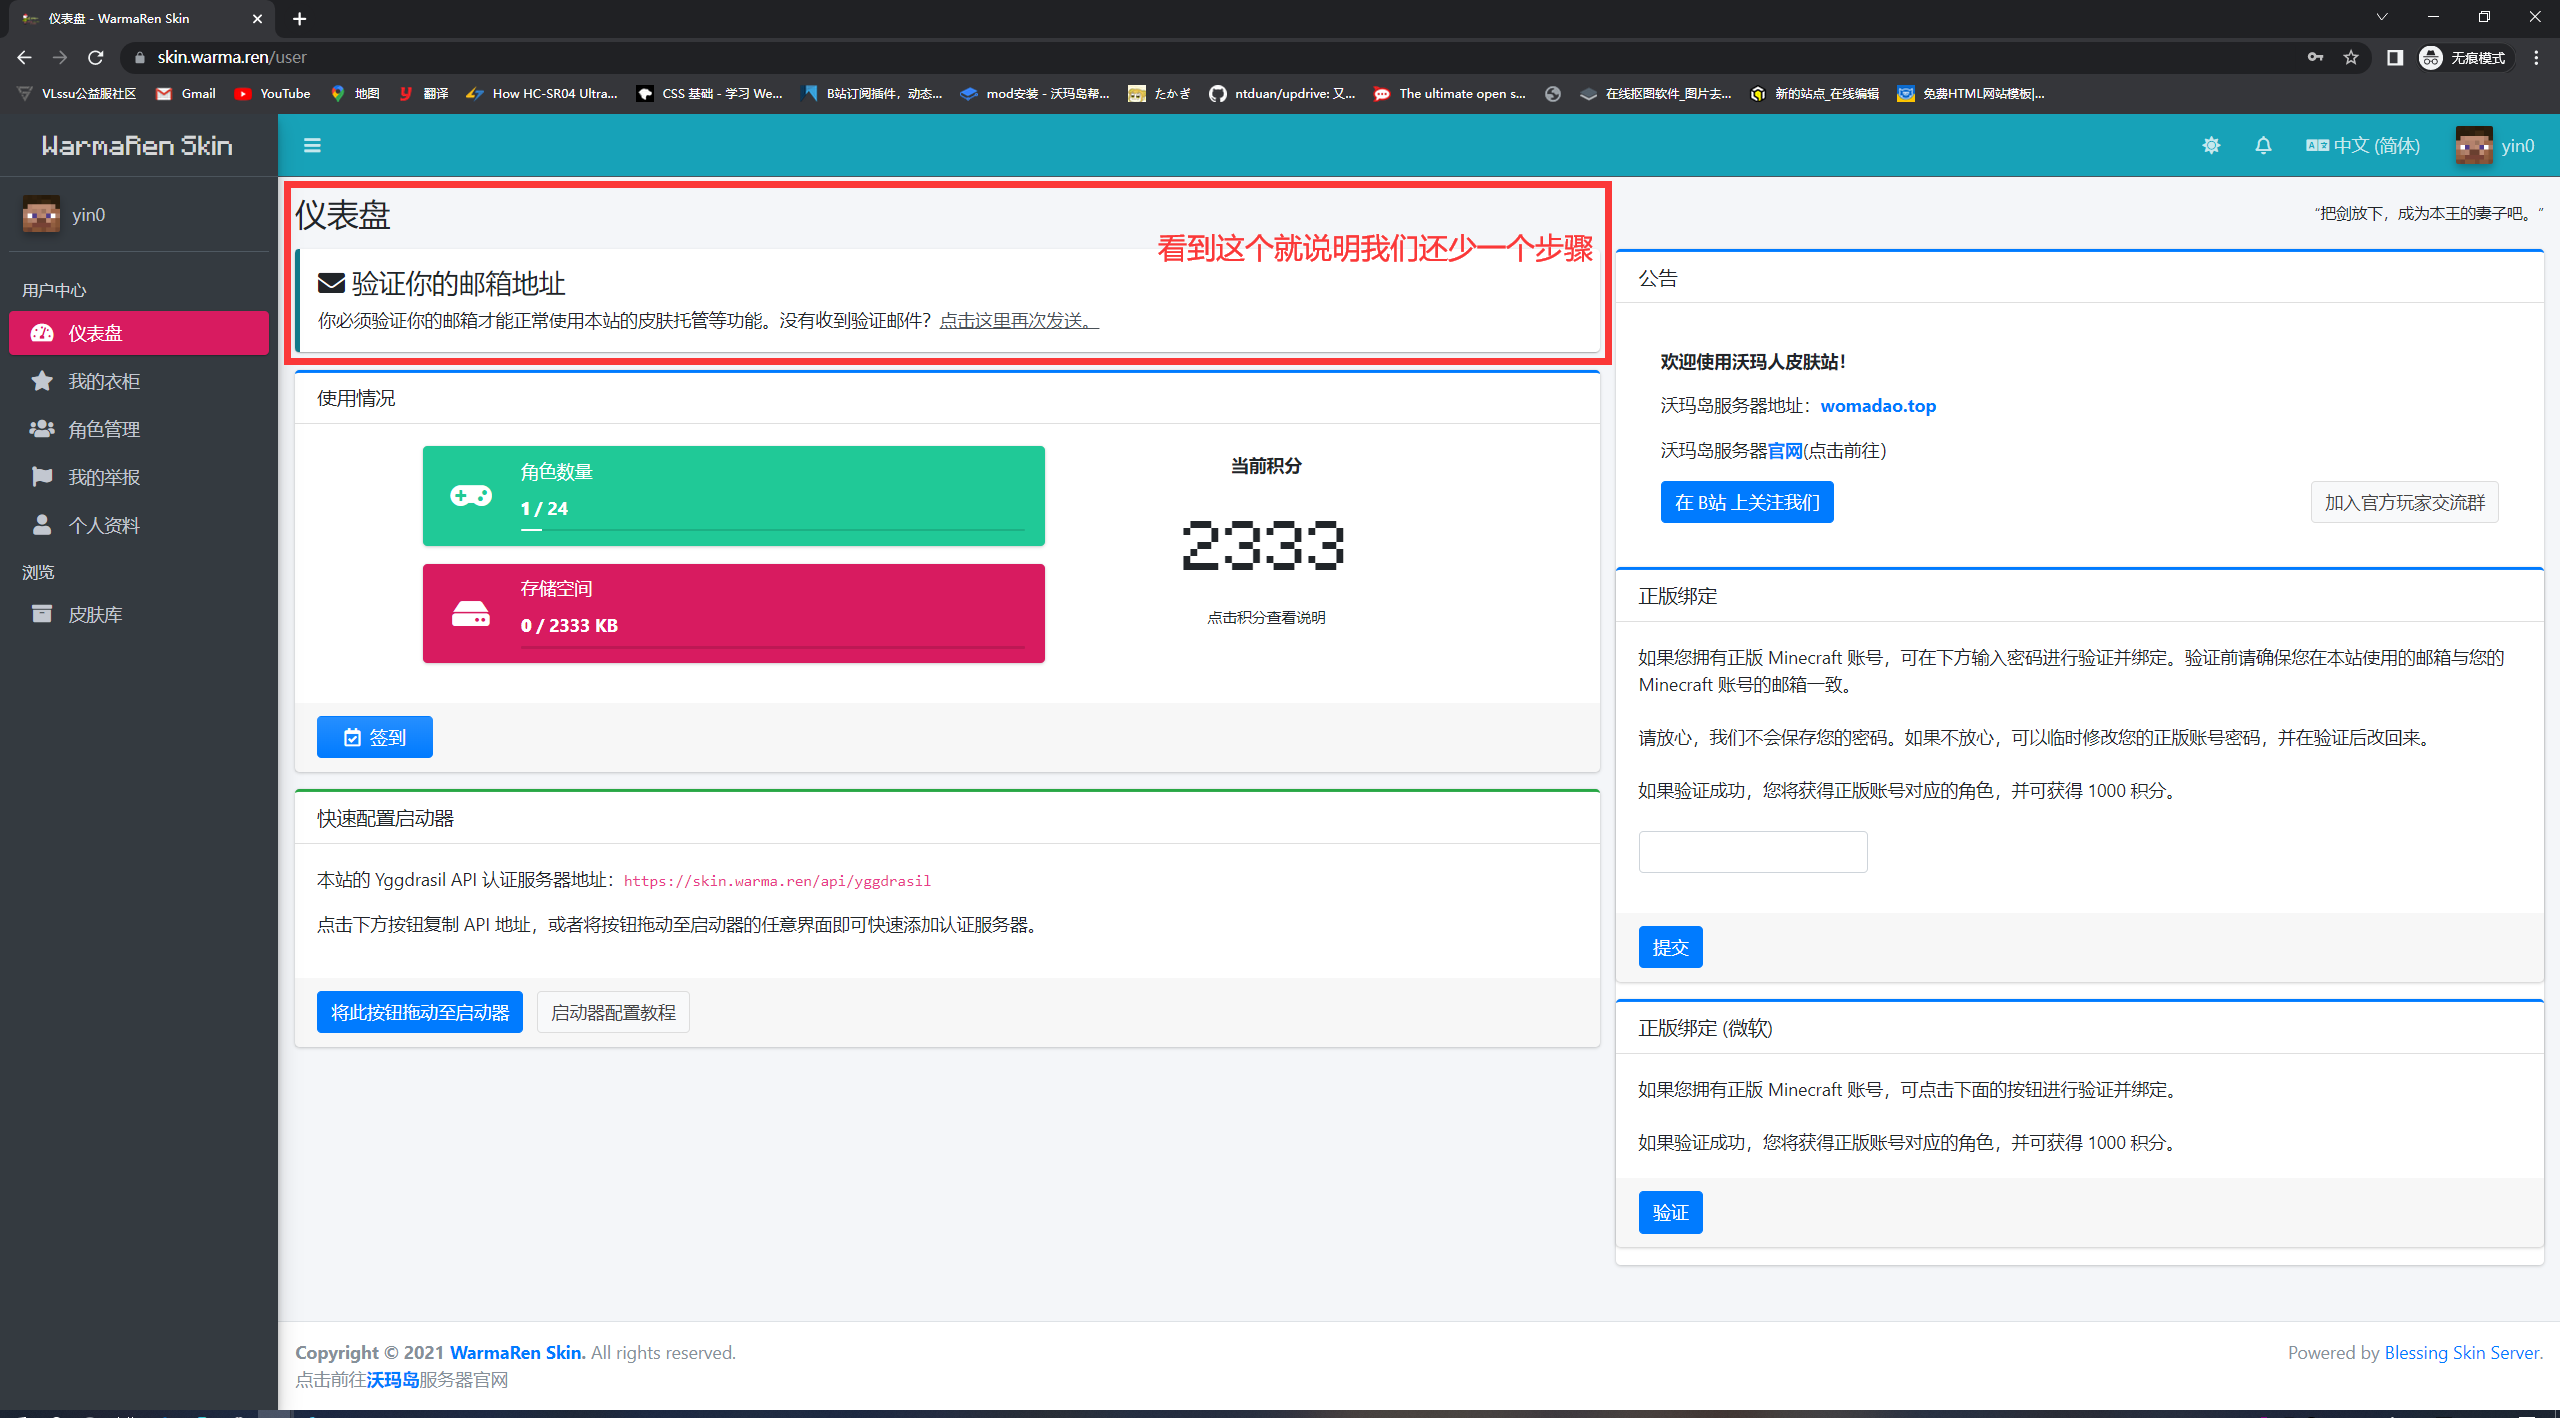 仪表盘 - WarmaRen Skin
skin.warma.ren/user
无痕模式
VLssu公益服社区
Gmail
YouTube
地图
翻译
How HC-SR04 Ultra...
CSS 基础 - 学习 We...
B站订阅插件，动态...
mod安装 - 沃玛岛帮...
たかぎ
ntduan/updrive: 又...
The ultimate open s...
在线抠图软件_图片去...
新的站点_在线编辑
免费HTML网站模板|...
WarmaRen Skin
中文 (简体)
yin0
yin0
用户中心
仪表盘
我的衣柜
角色管理
我的举报
个人资料
浏览
皮肤库
仪表盘
看到这个就说明我们还少一个步骤
“把剑放下，成为本王的妻子吧。”
验证你的邮箱地址
你必须验证你的邮箱才能正常使用本站的皮肤托管等功能。没有收到验证邮件？点击这里再次发送。
使用情况
角色数量
1 / 24
存储空间
0 / 2333 KB
当前积分
2333
点击积分查看说明
签到
快速配置启动器
本站的 Yggdrasil API 认证服务器地址：https://skin.warma.ren/api/yggdrasil
点击下方按钮复制 API 地址，或者将按钮拖动至启动器的任意界面即可快速添加认证服务器。
将此按钮拖动至启动器
启动器配置教程
公告
欢迎使用沃玛人皮肤站！
沃玛岛服务器地址：womadao.top
沃玛岛服务器官网(点击前往)
在 B站 上关注我们
加入官方玩家交流群
正版绑定
如果您拥有正版 Minecraft 账号，可在下方输入密码进行验证并绑定。验证前请确保您在本站使用的邮箱与您的
Minecraft 账号的邮箱一致。
请放心，我们不会保存您的密码。如果不放心，可以临时修改您的正版账号密码，并在验证后改回来。
如果验证成功，您将获得正版账号对应的角色，并可获得 1000 积分。
提交
正版绑定 (微软)
如果您拥有正版 Minecraft 账号，可点击下面的按钮进行验证并绑定。
如果验证成功，您将获得正版账号对应的角色，并可获得 1000 积分。
验证
Copyright © 2021 WarmaRen Skin. All rights reserved.
点击前往沃玛岛服务器官网
Powered by Blessing Skin Server.